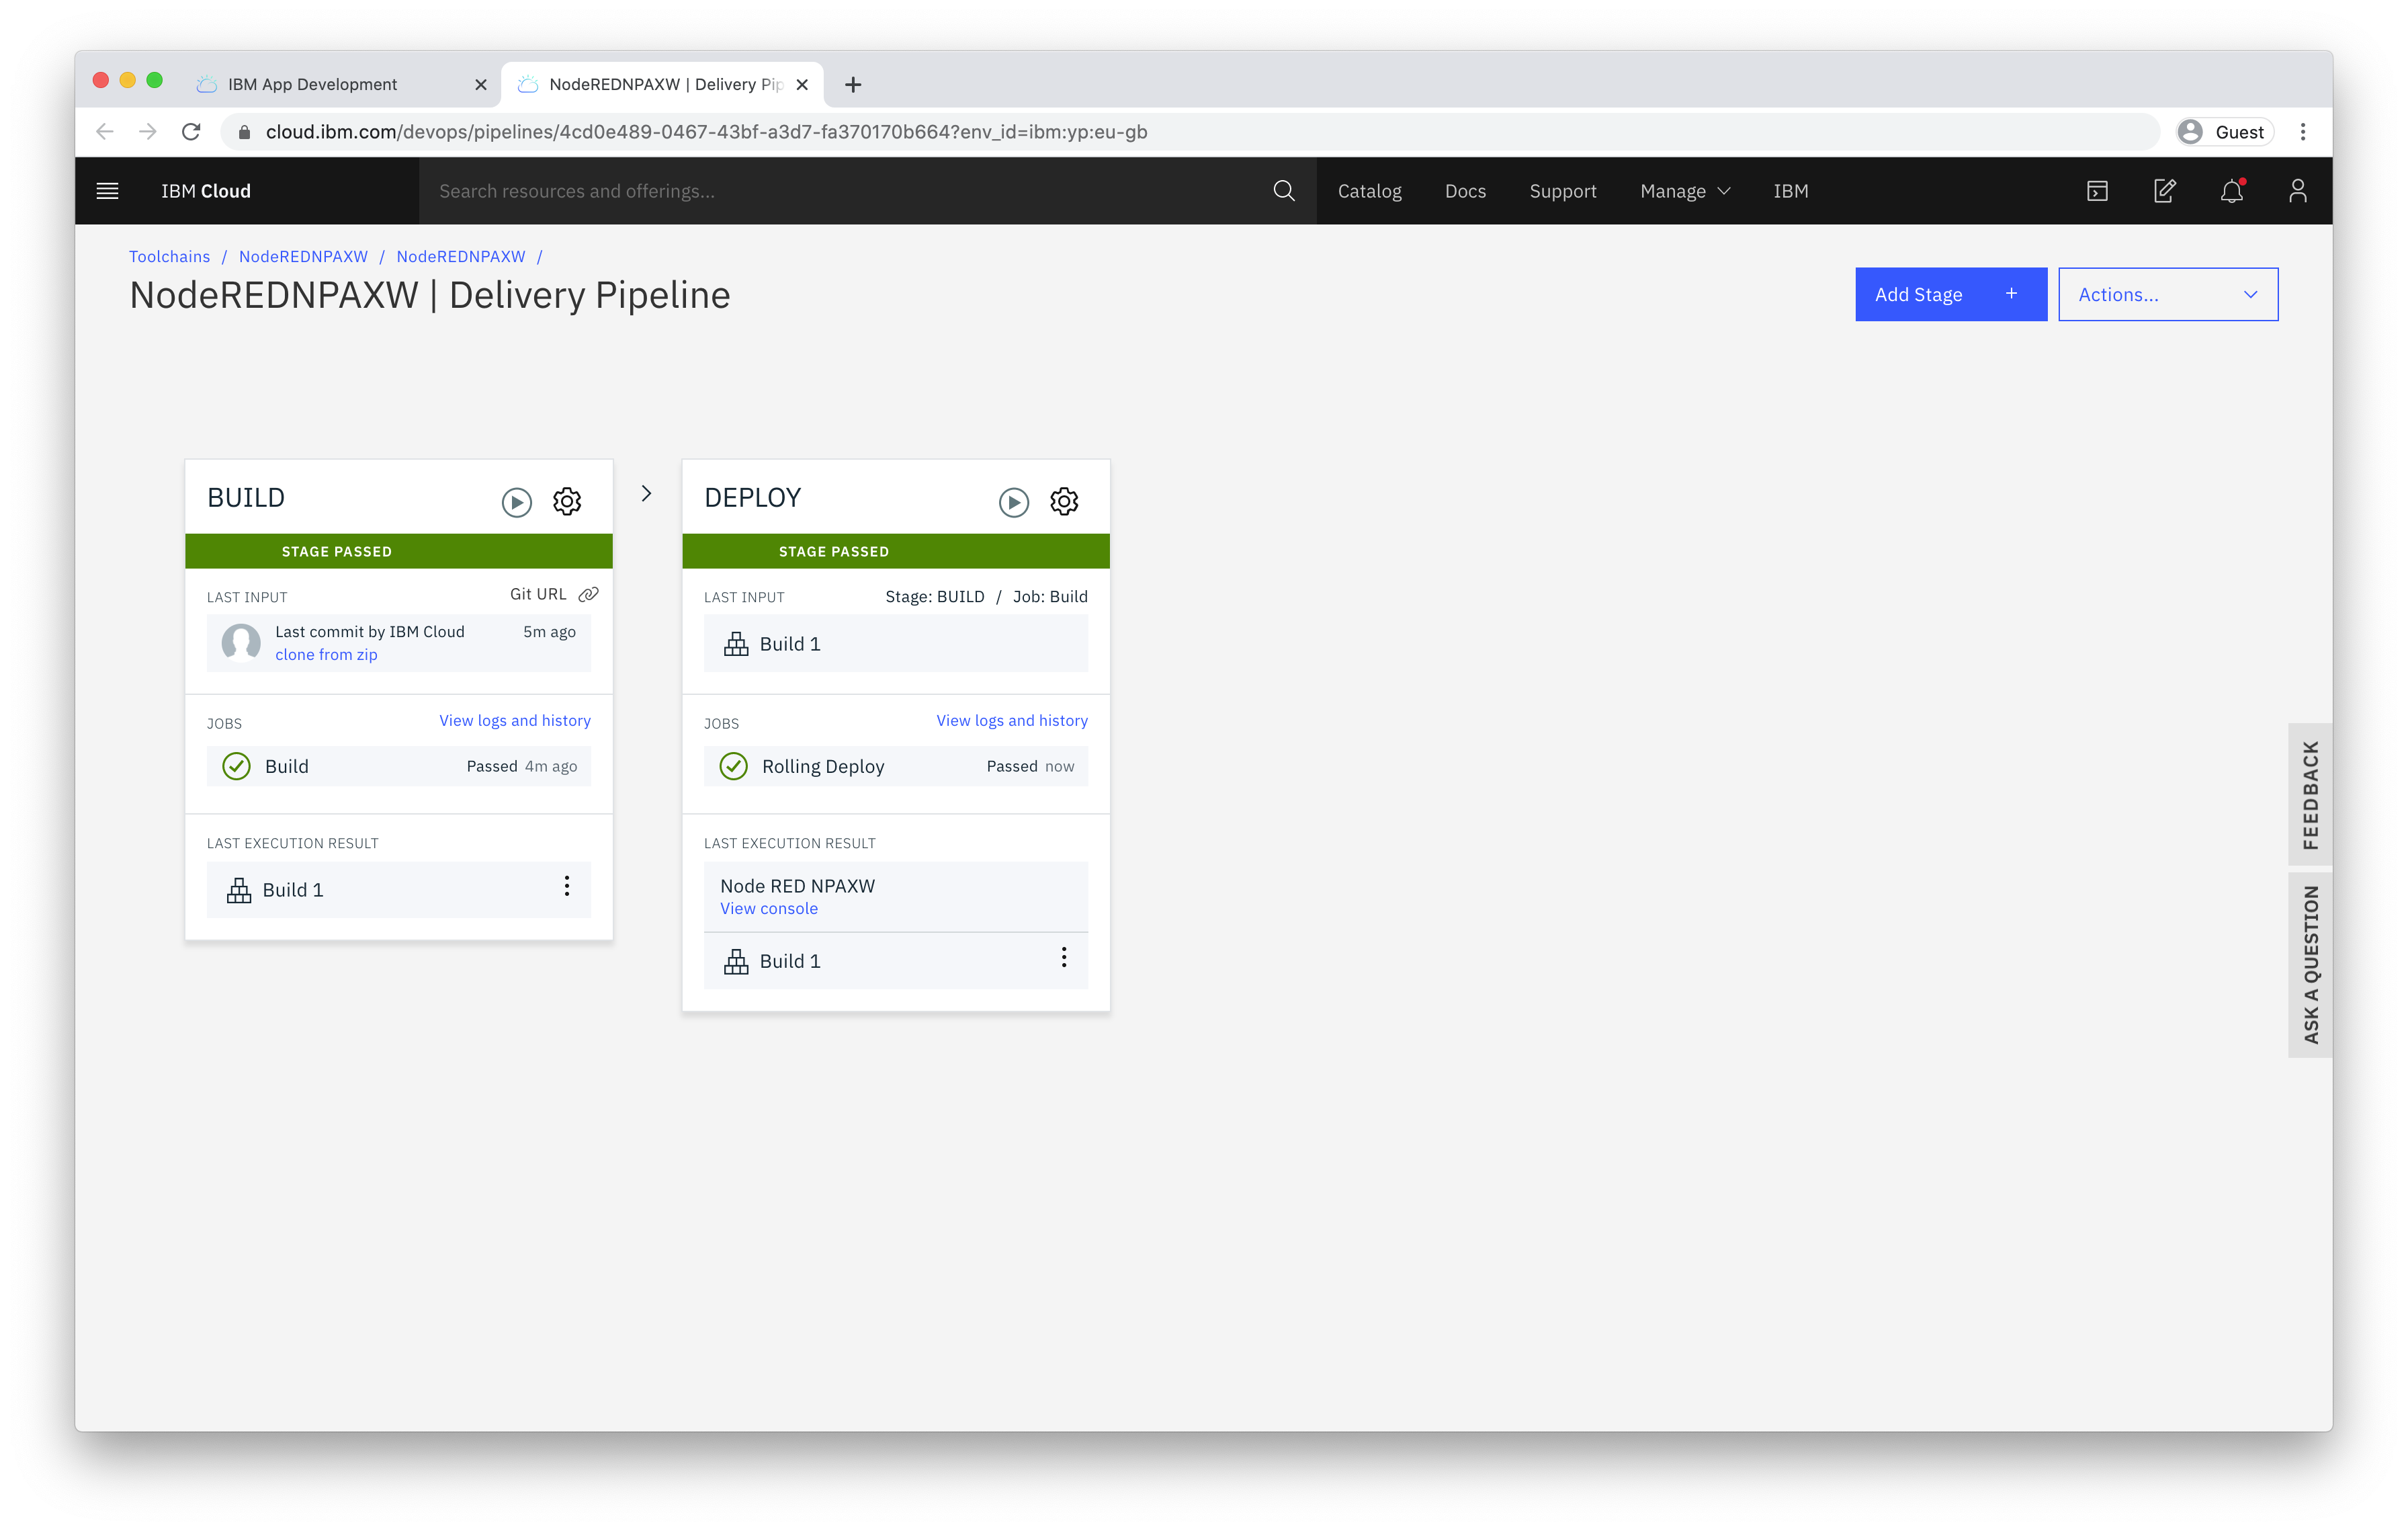 IBM App Development
NodeREDNPAXW | Delivery Pip
cloud.ibm.com/devops/pipelines/4cd0e489-0467-43bf-a3d7-fa370170b664?env_id=ibm:yp:eu-gb
Guest
IBM Cloud
Search resources and offerings...
Catalog
Docs
Support
Manage
IBM
Toolchains / NodeREDNPAXW / NodeREDNPAXW /
NodeREDNPAXW | Delivery Pipeline
Add Stage +
Actions...
BUILD
STAGE PASSED
LAST INPUT
Git URL
Last commit by IBM Cloud
5m ago
clone from zip
JOBS
View logs and history
Build
Passed 4m ago
LAST EXECUTION RESULT
Build 1
DEPLOY
STAGE PASSED
LAST INPUT
Stage: BUILD / Job: Build
Build 1
JOBS
View logs and history
Rolling Deploy
Passed now
LAST EXECUTION RESULT
Node RED NPAXW
View console
Build 1
FEEDBACK
ASK A QUESTION